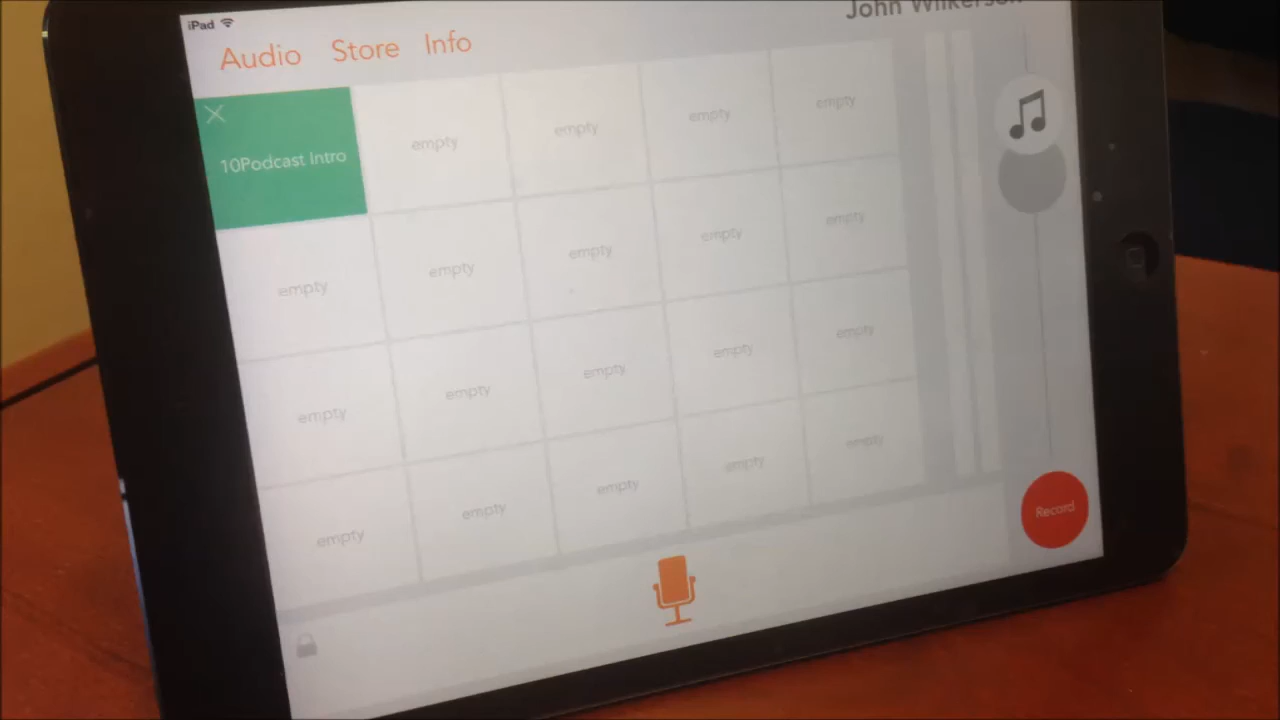 iPad
John Wilkerson
Audio Store Info
10Podcast Intro empty empty empty empty
empty empty empty empty empty
empty empty empty empty empty
empty empty empty empty empty
Record